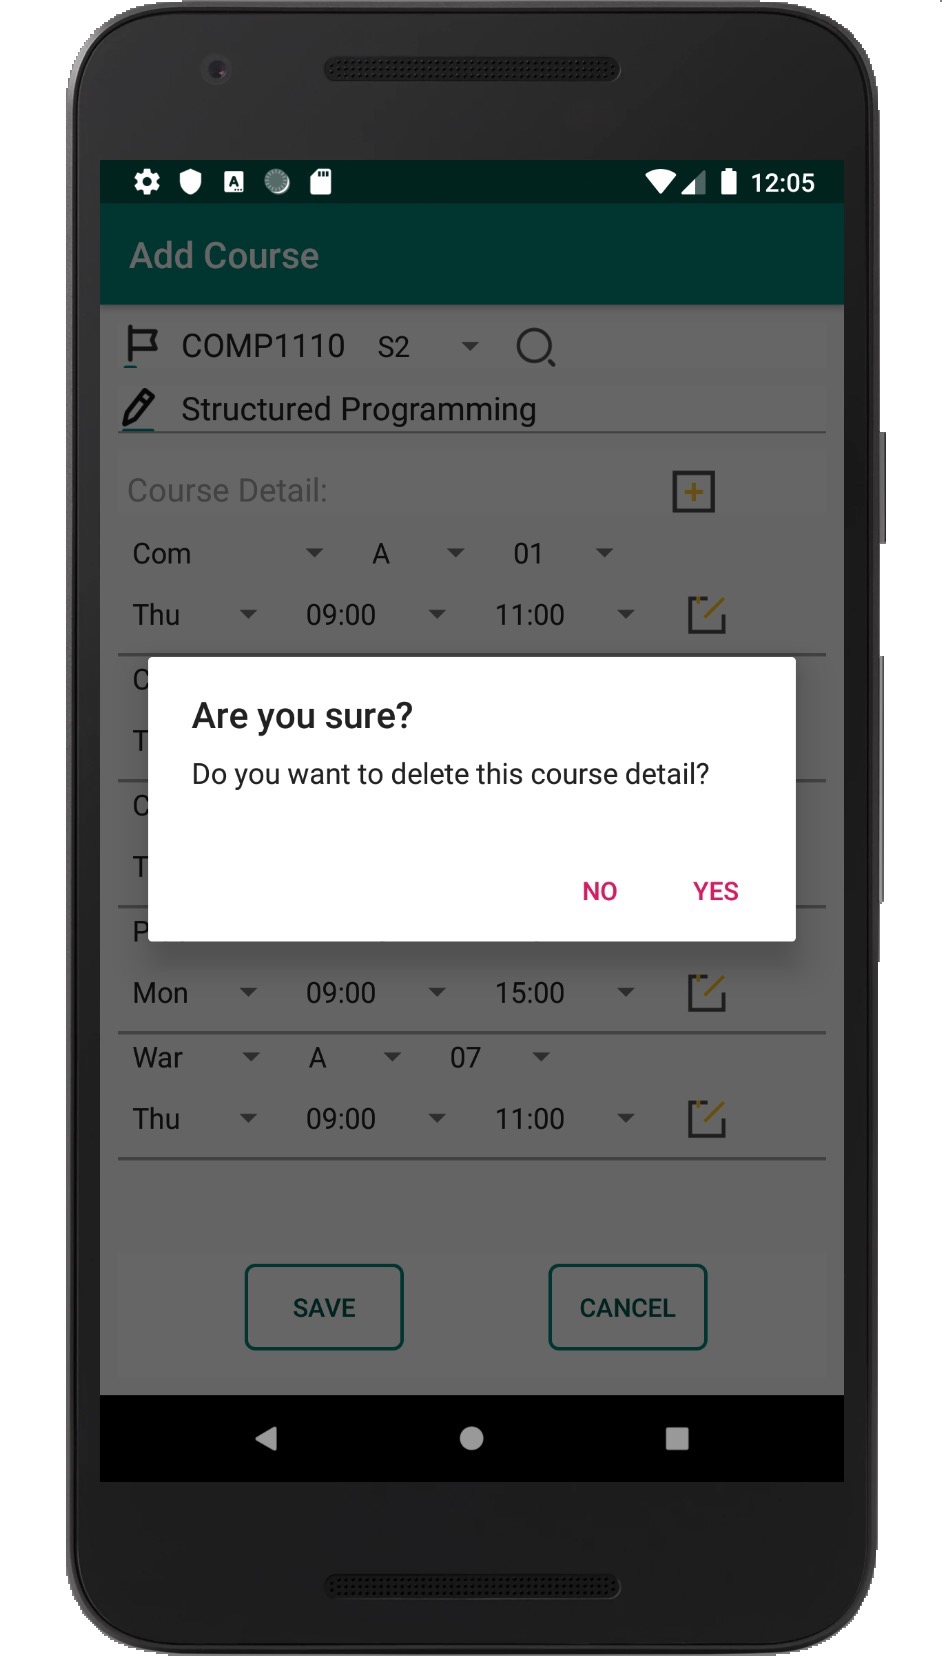 12:05
Add Course
COMP1110 S2
Structured Programming
Course Detail:
Com A 01
Thu 09:00 11:00
C
T
C
T
P
Are you sure?
Do you want to delete this course detail?
NO YES
Mon 09:00 15:00
War A 07
Thu 09:00 11:00
SAVE CANCEL